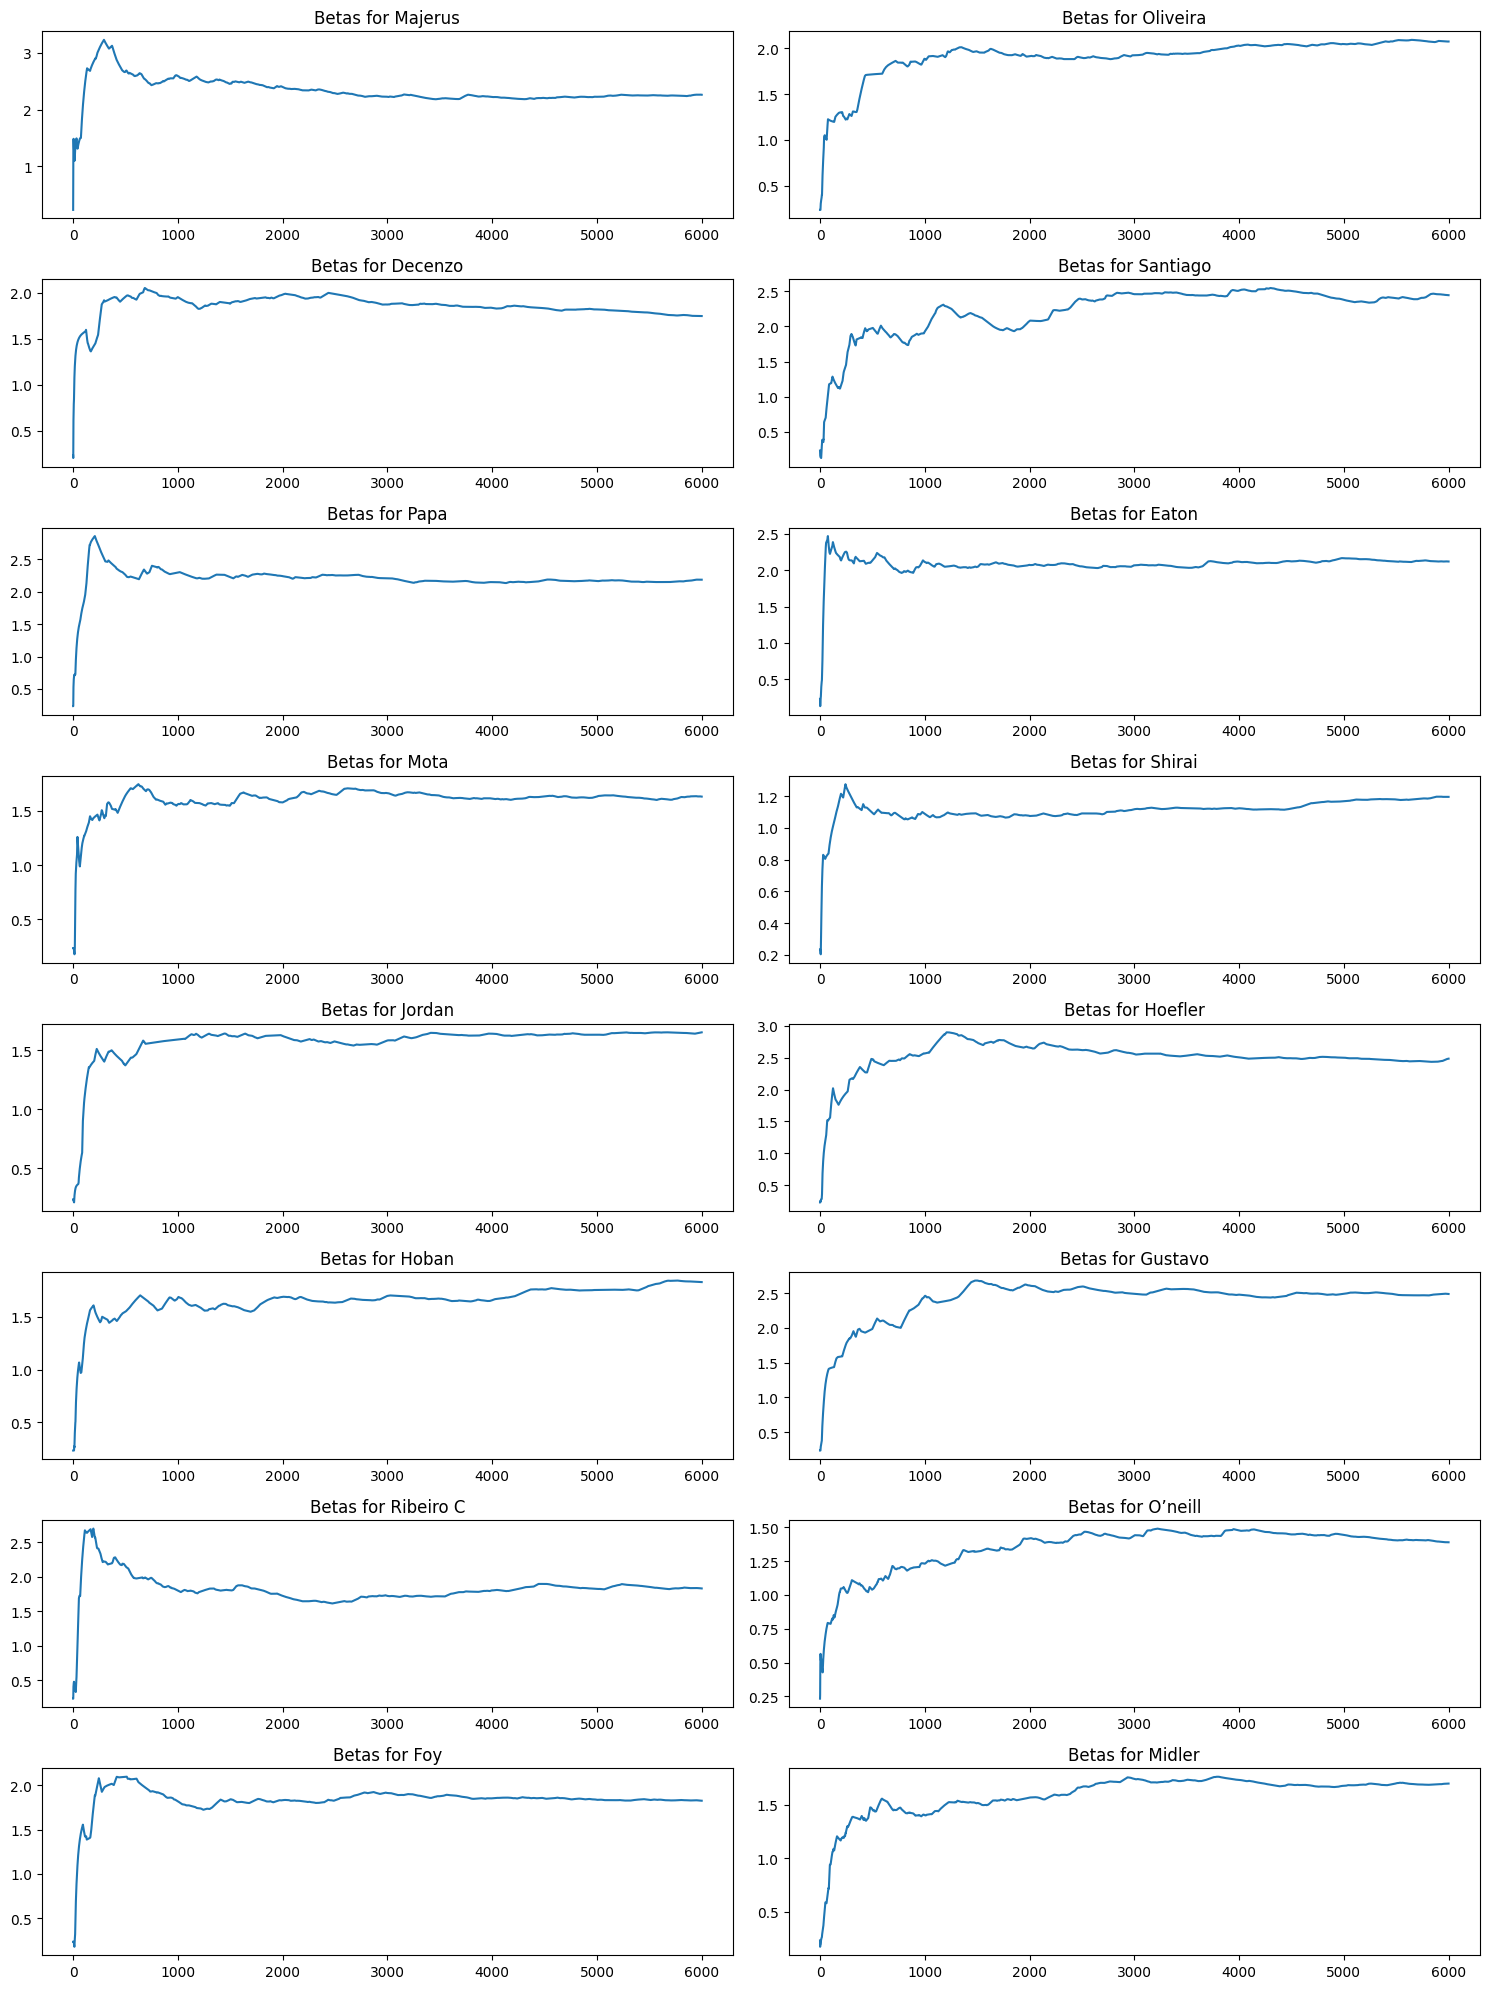 Betas for Majerus
3
2
1
0 1000 2000 3000 4000 5000 6000
Betas for Oliveira
2.0
1.5
1.0
0.5
0 1000 2000 3000 4000 5000 6000
Betas for Decenzo
2.0
1.5
1.0
0.5
0 1000 2000 3000 4000 5000 6000
Betas for Santiago
2.5
2.0
1.5
1.0
0.5
0 1000 2000 3000 4000 5000 6000
Betas for Papa
2.5
2.0
1.5
1.0
0.5
0 1000 2000 3000 4000 5000 6000
Betas for Eaton
2.5
2.0
1.5
1.0
0.5
0 1000 2000 3000 4000 5000 6000
Betas for Mota
1.5
1.0
0.5
0 1000 2000 3000 4000 5000 6000
Betas for Shirai
1.2
1.0
0.8
0.6
0.4
0.2
0 1000 2000 3000 4000 5000 6000
Betas for Jordan
1.5
1.0
0.5
0 1000 2000 3000 4000 5000 6000
Betas for Hoefler
3.0
2.5
2.0
1.5
1.0
0.5
0 1000 2000 3000 4000 5000 6000
Betas for Hoban
1.5
1.0
0.5
0 1000 2000 3000 4000 5000 6000
Betas for Gustavo
2.5
2.0
1.5
1.0
0.5
0 1000 2000 3000 4000 5000 6000
Betas for Ribeiro C
2.5
2.0
1.5
1.0
0.5
0 1000 2000 3000 4000 5000 6000
Betas for O’neill
1.50
1.25
1.00
0.75
0.50
0.25
0 1000 2000 3000 4000 5000 6000
Betas for Foy
2.0
1.5
1.0
0.5
0 1000 2000 3000 4000 5000 6000
Betas for Midler
1.5
1.0
0.5
0 1000 2000 3000 4000 5000 6000